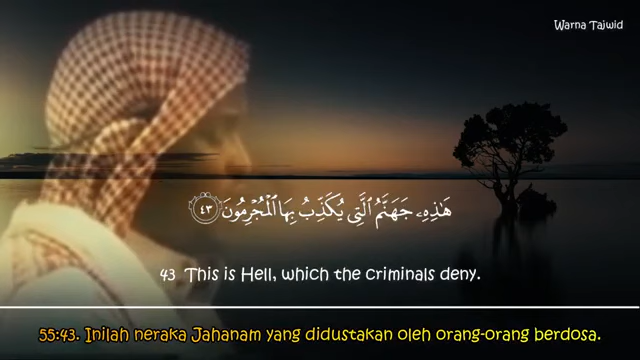 Warna Tajwid
هَٰذِهِۦ جَهَنَّمُ ٱلَّتِي يُكَذِّبُ بِهَا ٱلْمُجْرِمُونَ ٤٣
43 This is Hell, which the criminals deny.
55:43. Inilah neraka Jahanam yang didustakan oleh orang-orang berdosa.